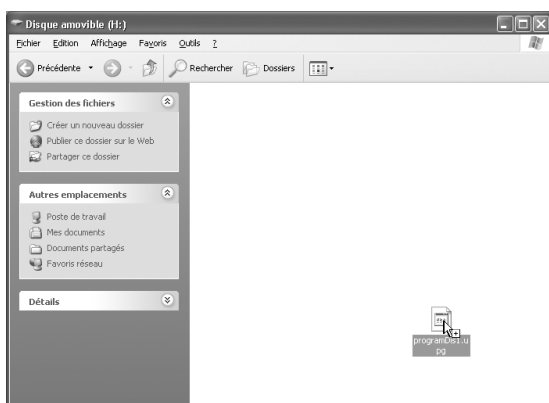 Disque amovible (H:)
Fichier Edition Affichage Favoris Outils ?
Précédente Rechercher Dossiers
Gestion des fichiers
Créer un nouveau dossier
Publier ce dossier sur le Web
Partager ce dossier
Autres emplacements
Poste de travail
Mes documents
Documents partagés
Favoris réseau
Détails
pg